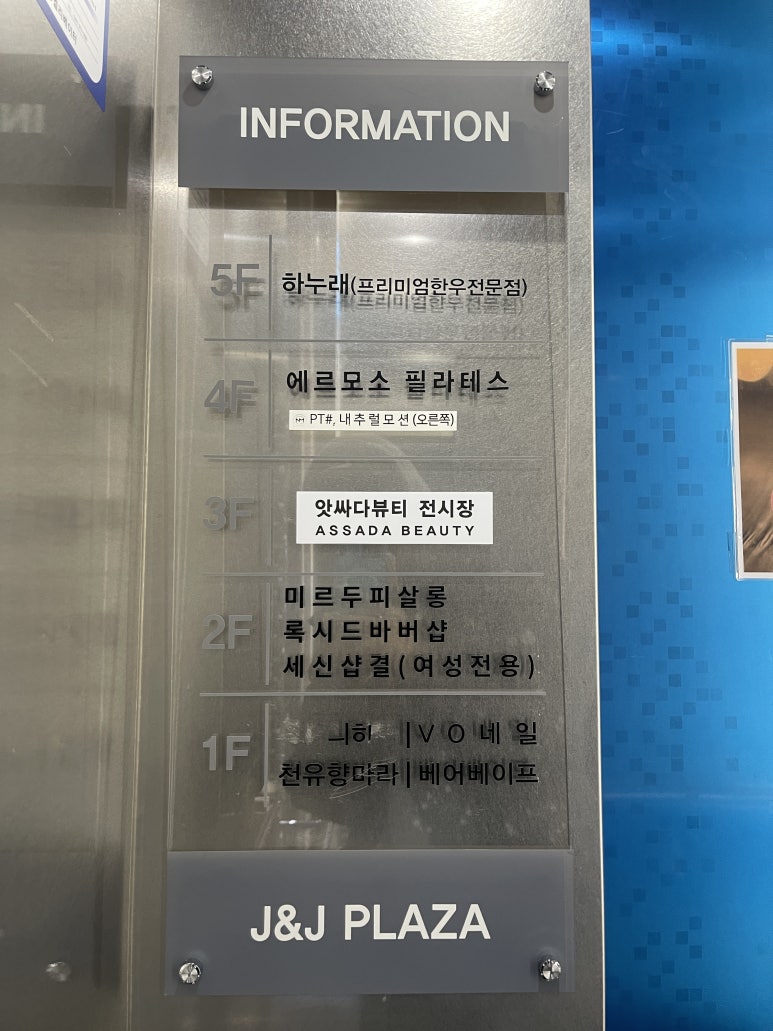 INFORMATION
5F 하누래(프리미엄한우전문점)
4F 에르모소 필라테스
PT#, 내추럴모션(오른쪽)
3F 앗싸다뷰티 전시장
ASSADA BEAUTY
2F 미르두피살롱
록시드바버샵
세신샵결(여성전용)
1F | VO네일
천유향마라 | 베어베이프
J&J PLAZA